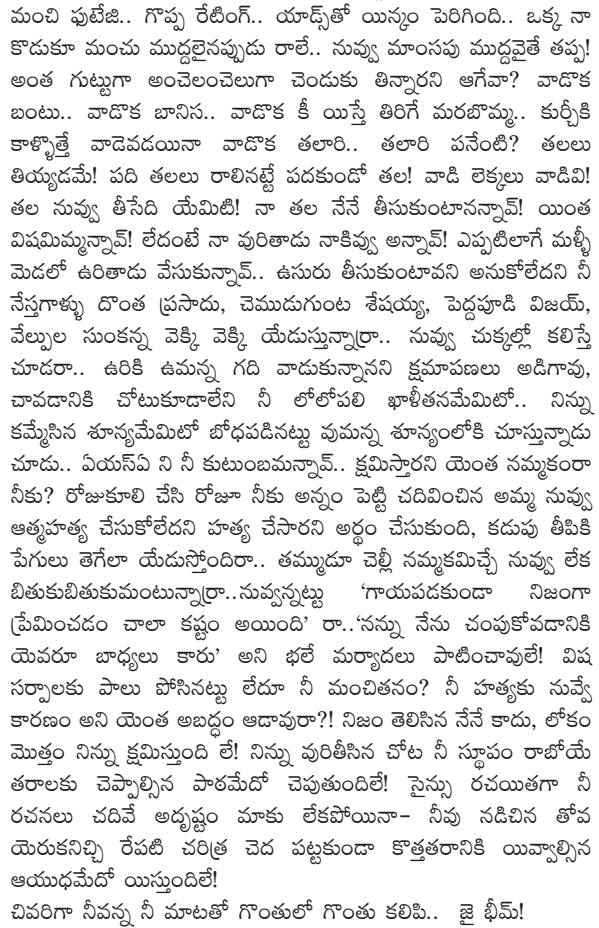 మంచి ఫుటేజి.. గొప్ప రేటింగ్.. యాడ్స్‌తో యిన్కం పెరిగింది.. ఒక్క నా
కొడుకూ మంచు ముద్దలైనప్పుడు రాలే.. నువ్వు మాంసపు ముద్దవైతే తప్ప!
అంత గుట్టుగా అంచెలంచెలుగా చెండుకు తిన్నారని ఆగేవా? వాడొక
బంటు.. వాడొక బానిస.. వాడొక కీ యిస్తే తిరిగే మరబొమ్మ.. కుర్చీకి
కాళ్ళొత్తే వాడెవడయినా వాడొక తలారి.. తలారి పనేంటి? తలలు
తియ్యడమే! పది తలలు రాలినట్టే పదకుండో తల! వాడి లెక్కలు వాడివి!
తల నువ్వు తీసేది యేమిటి! నా తల నేనే తీసుకుంటానన్నావ్! యింత
విషమిమ్మన్నావ్! లేదంటే నా వురితాడు నాకివ్వు అన్నావ్! ఎప్పటిలాగే మళ్ళీ
మెడలో ఉరితాడు వేసుకున్నావ్.. ఉసురు తీసుకుంటావని అనుకోలేదని నీ
నేస్తగాళ్ళు దొంత ప్రసాదు, చెముడుగుంట శేషయ్య, పెద్దపూడి విజయ్,
వేల్పుల సుంకన్న వెక్కి వెక్కి యేడుస్తున్నార్రా.. నువ్వు చుక్కల్లో కలిస్తే
చూడరా.. ఉరికి ఉమన్న గది వాడుకున్నానని క్షమాపణలు అడిగావు,
చావడానికి చోటుకూడాలేని నీ లోలోపలి ఖాళీతనమేమిటో.. నిన్ను
కమ్మేసిన శూన్యమేమిటో బోధపడినట్టు వుమన్న శూన్యంలోకి చూస్తున్నాడు
చూడు.. ఏయస్ఏ ని నీ కుటుంబమన్నావ్.. క్షమిస్తారని యెంత నమ్మకంరా
నీకు? రోజుకూలి చేసి రోజూ నీకు అన్నం పెట్టి చదివించిన అమ్మ నువ్వు
ఆత్మహత్య చేసుకోలేదని హత్య చేసారని అర్థం చేసుకుంది, కడుపు తీపికి
పేగులు తెగేలా యేడుస్తోందిరా.. తమ్ముడూ చెల్లీ నమ్మకమిచ్చే నువ్వు లేక
బితుకుబితుకుమంటున్నార్రా..నువ్వన్నట్టు 'గాయపడకుండా నిజంగా
ప్రేమించడం చాలా కష్టం అయింది' రా..'నన్ను నేను చంపుకోవడానికి
యెవరూ బాధ్యలు కారు' అని భలే మర్యాదలు పాటించావులే! విష
సర్పాలకు పాలు పోసినట్టు లేదూ నీ మంచితనం? నీ హత్యకు నువ్వే
కారణం అని యెంత అబద్ధం ఆడావురా?! నిజం తెలిసిన నేనే కాదు, లోకం
మొత్తం నిన్ను క్షమిస్తుంది లే! నిన్ను వురితీసిన చోట నీ స్థూపం రాబోయే
తరాలకు చెప్పాల్సిన పాఠమేదో చెపుతుందిలే! సైన్సు రచయితగా నీ
రచనలు చదివే అదృష్టం మాకు లేకపోయినా- నీవు నడిచిన తోవ
యెరుకనిచ్చి రేపటి చరిత్ర చెద పట్టకుండా కొత్తతరానికి యివ్వాల్సిన
ఆయుధమేదో యిస్తుందిలే!
చివరిగా నీవన్న నీ మాటతో గొంతులో గొంతు కలిపి.. జై భీమ్!